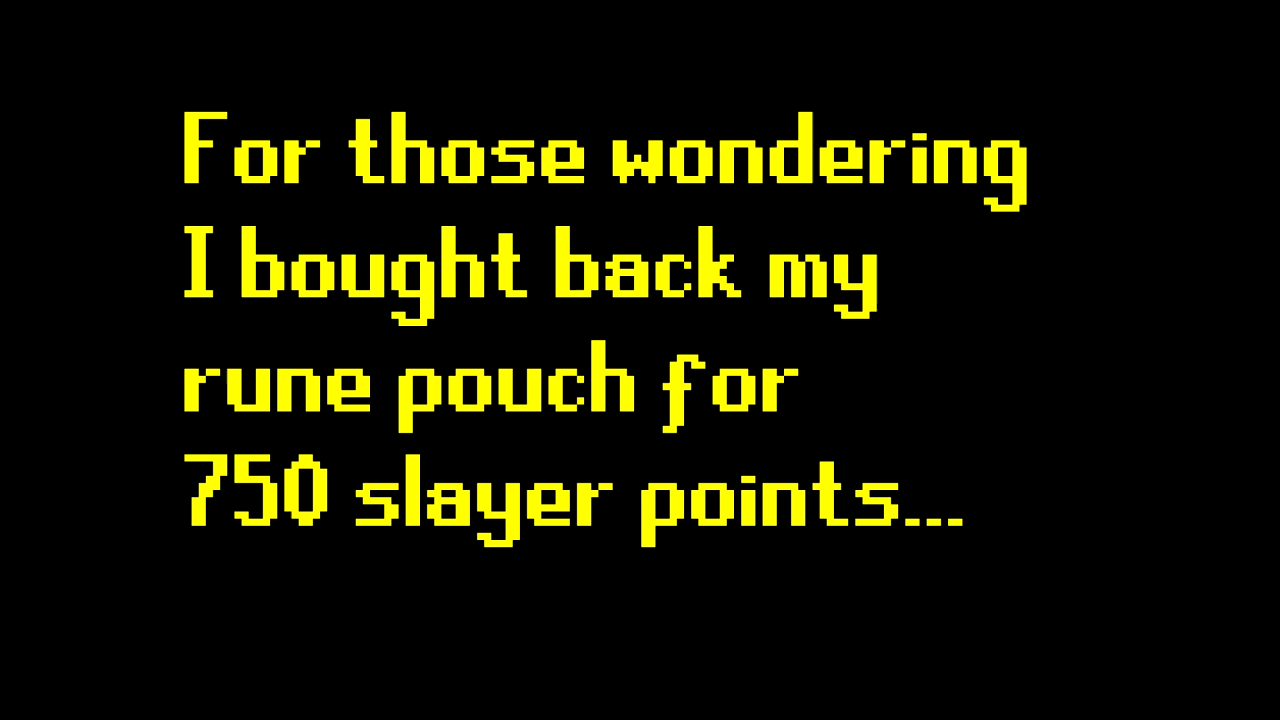 For those wondering
I bought back my
rune pouch for
750 slayer points...